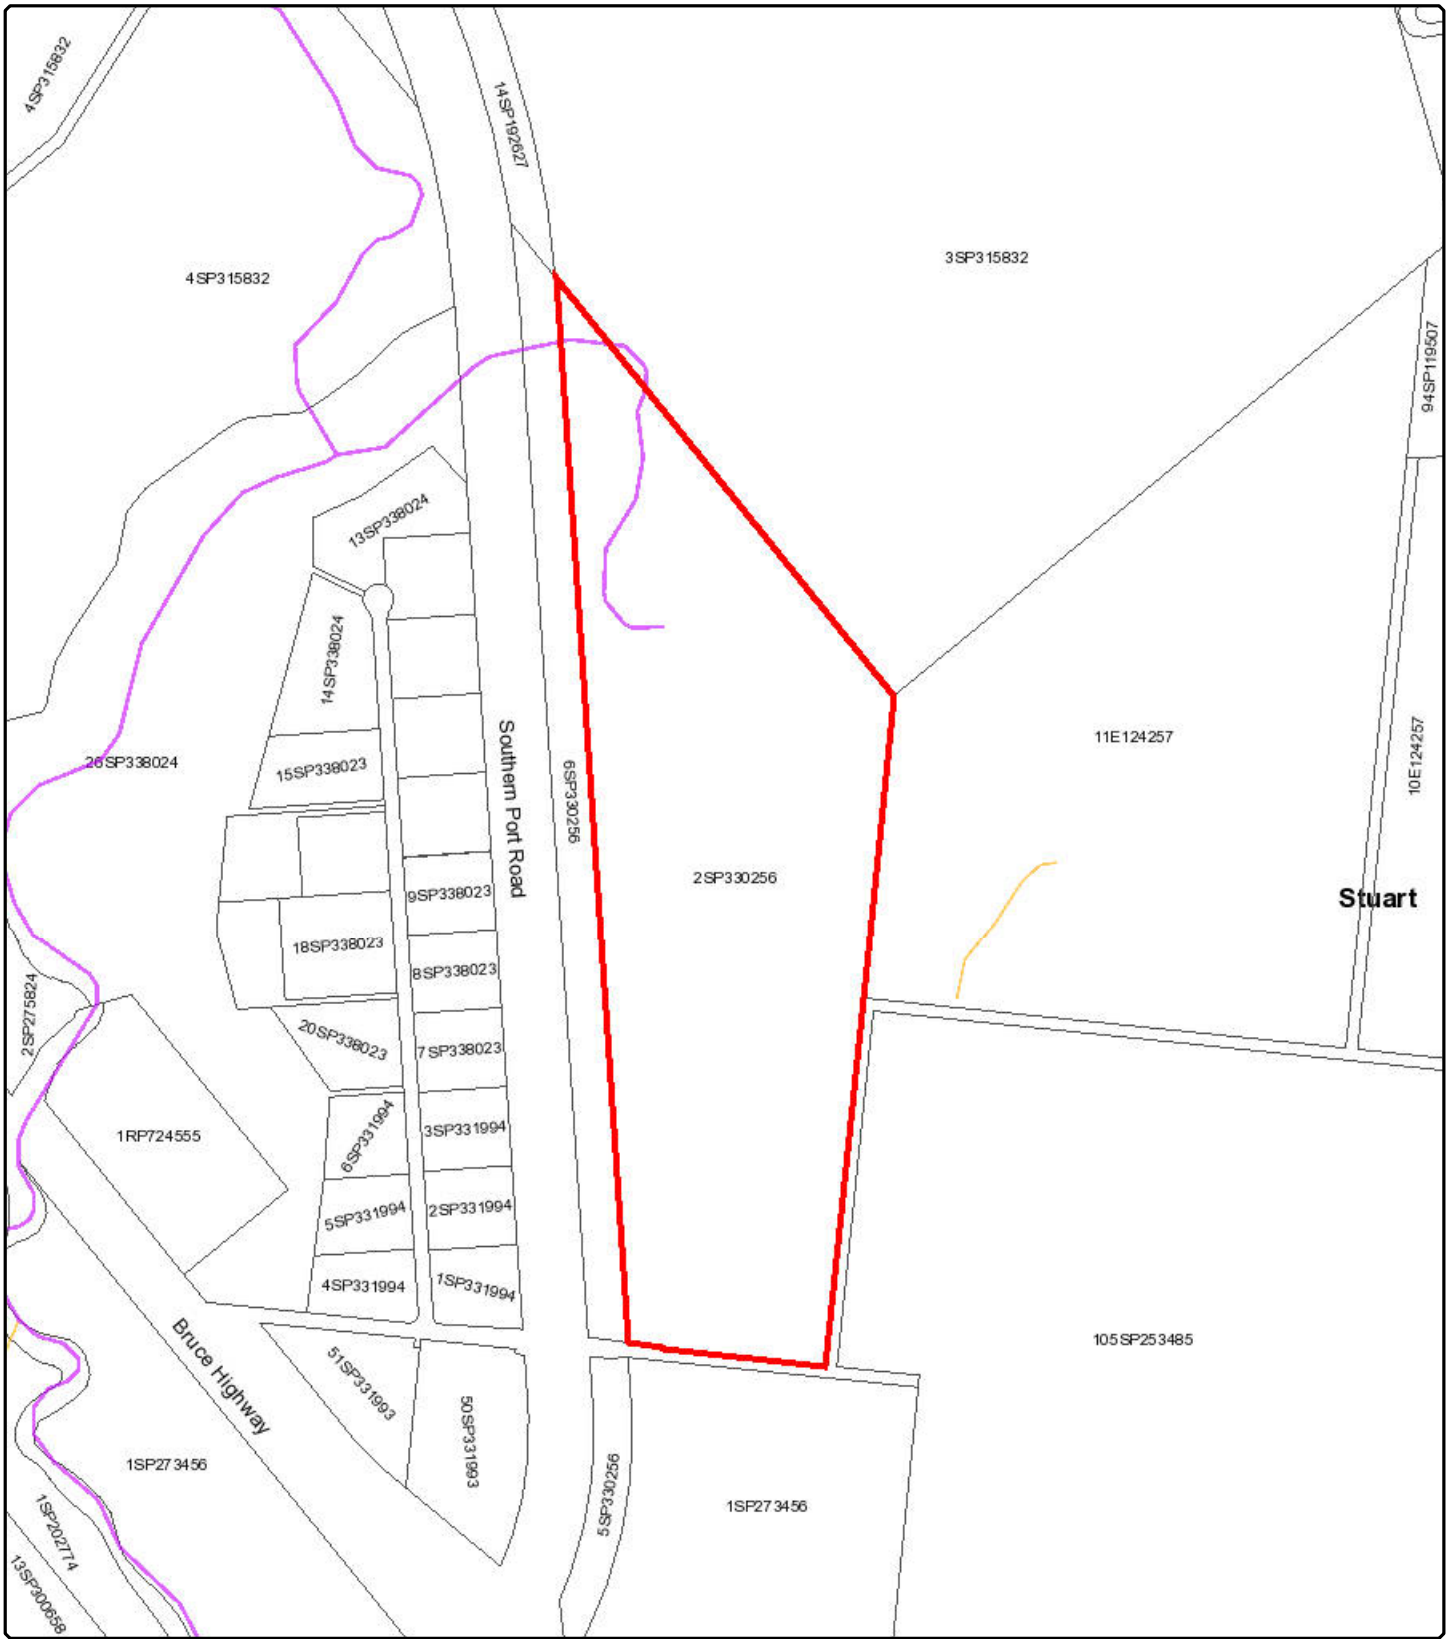 4SP315832
14SP192627
3SP315832
4SP315832
94SP119507
13SP338024
14SP338024
Southern Port Road
11E124257
10E124257
26SP338024
15SP338023
6SP330256
2SP330256
9SP338023
Stuart
18SP338023
8SP338023
2SP275824
20SP338023
7SP338023
1RP724555
6SP331994
3SP331994
5SP331994
2SP331994
4SP331994
1SP331994
105SP253485
Bruce Highway
51SP331993
50SP331993
1SP273456
5SP330256
1SP273456
1SP202774
13SP300658